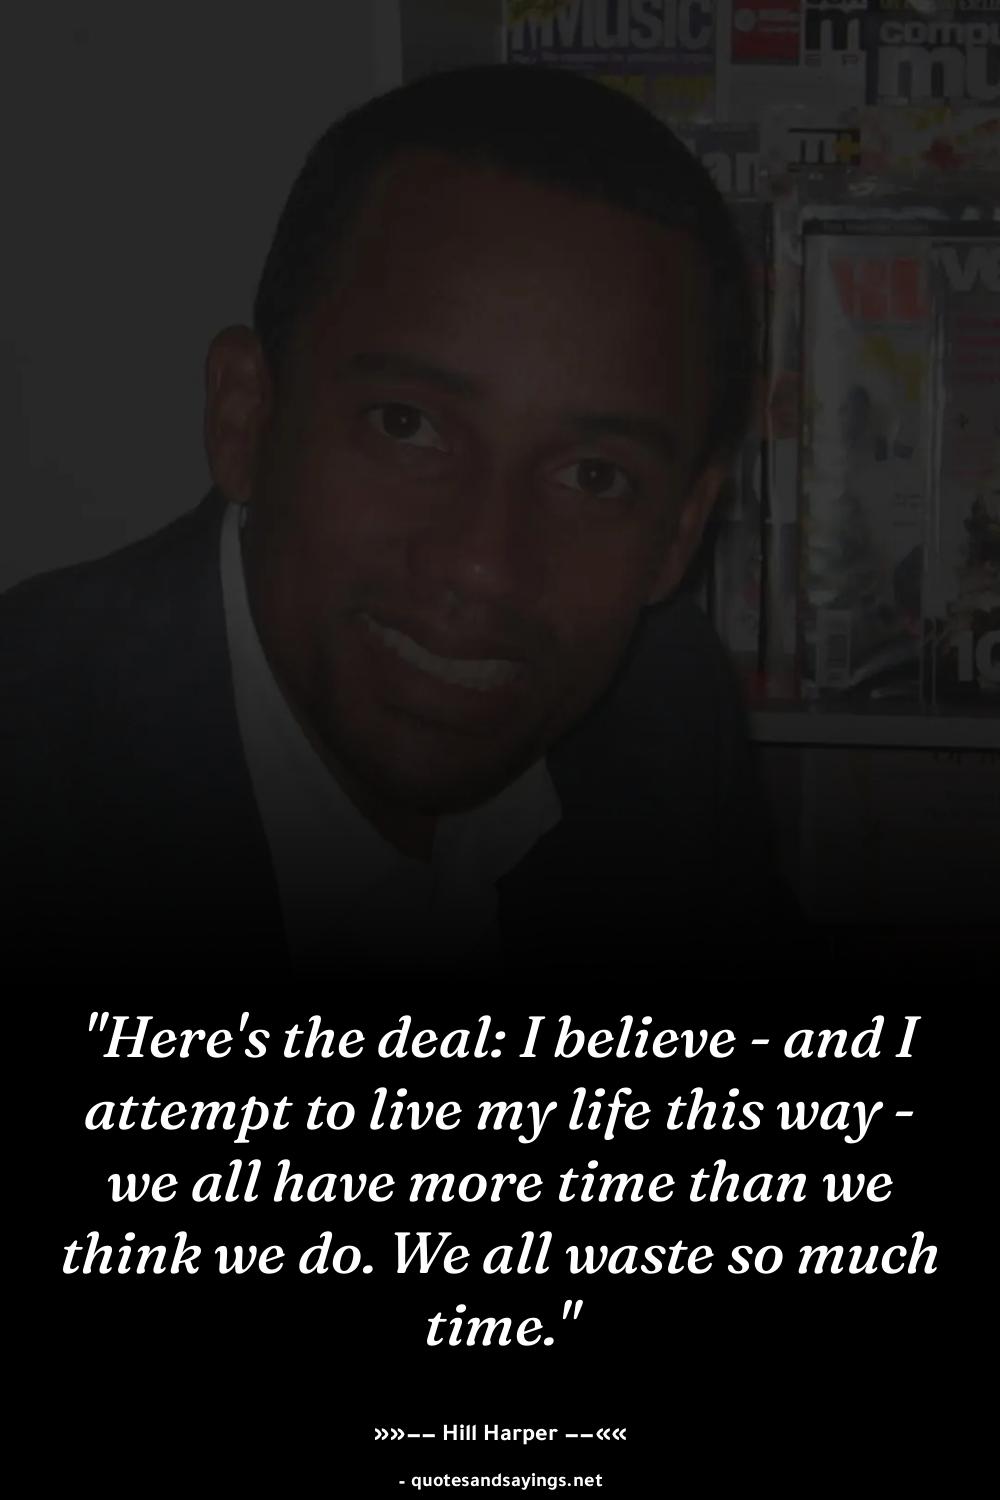 Music
"Here's the deal: I believe - and I
attempt to live my life this way -
we all have more time than we
think we do. We all waste so much
time."
»»−− Hill Harper −−««
- quotesandsayings.net